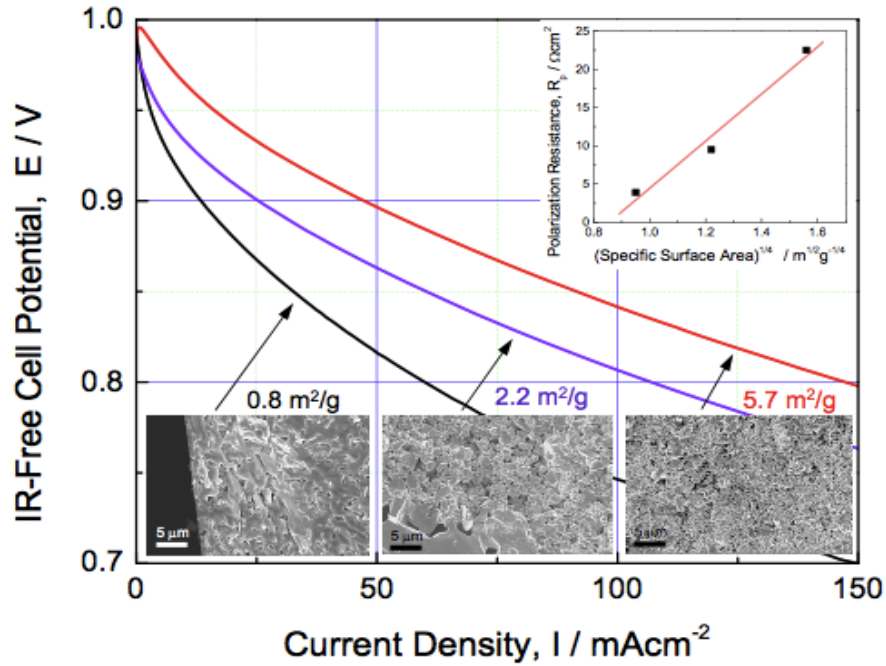 IR-Free Cell Potential, E / V
1.0
0.9
0.8
0.7
0
50
100
150
Current Density, I / mAcm⁻²
0.8 m²/g
2.2 m²/g
5.7 m²/g
5 μm
5 μm
5 μm
Polarization Resistance, Rₚ / Ωcm²
25
20
15
10
5
0
0.8
1.0
1.2
1.4
1.6
(Specific Surface Area)¹ᐟ⁴ / m¹ᐟ²g⁻¹ᐟ⁴